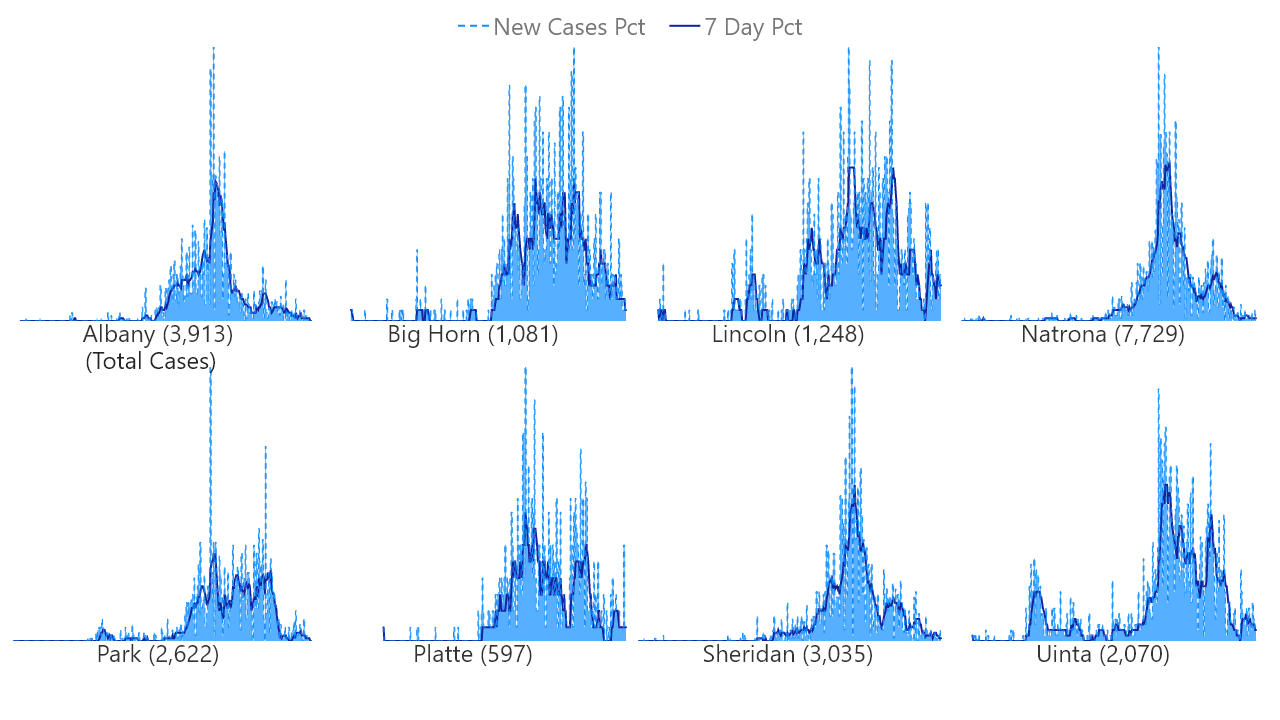 New Cases Pct 7 Day Pct
Albany (3,913)
(Total Cases)
Big Horn (1,081)
Lincoln (1,248)
Natrona (7,729)
Park (2,622)
Platte (597)
Sheridan (3,035)
Uinta (2,070)